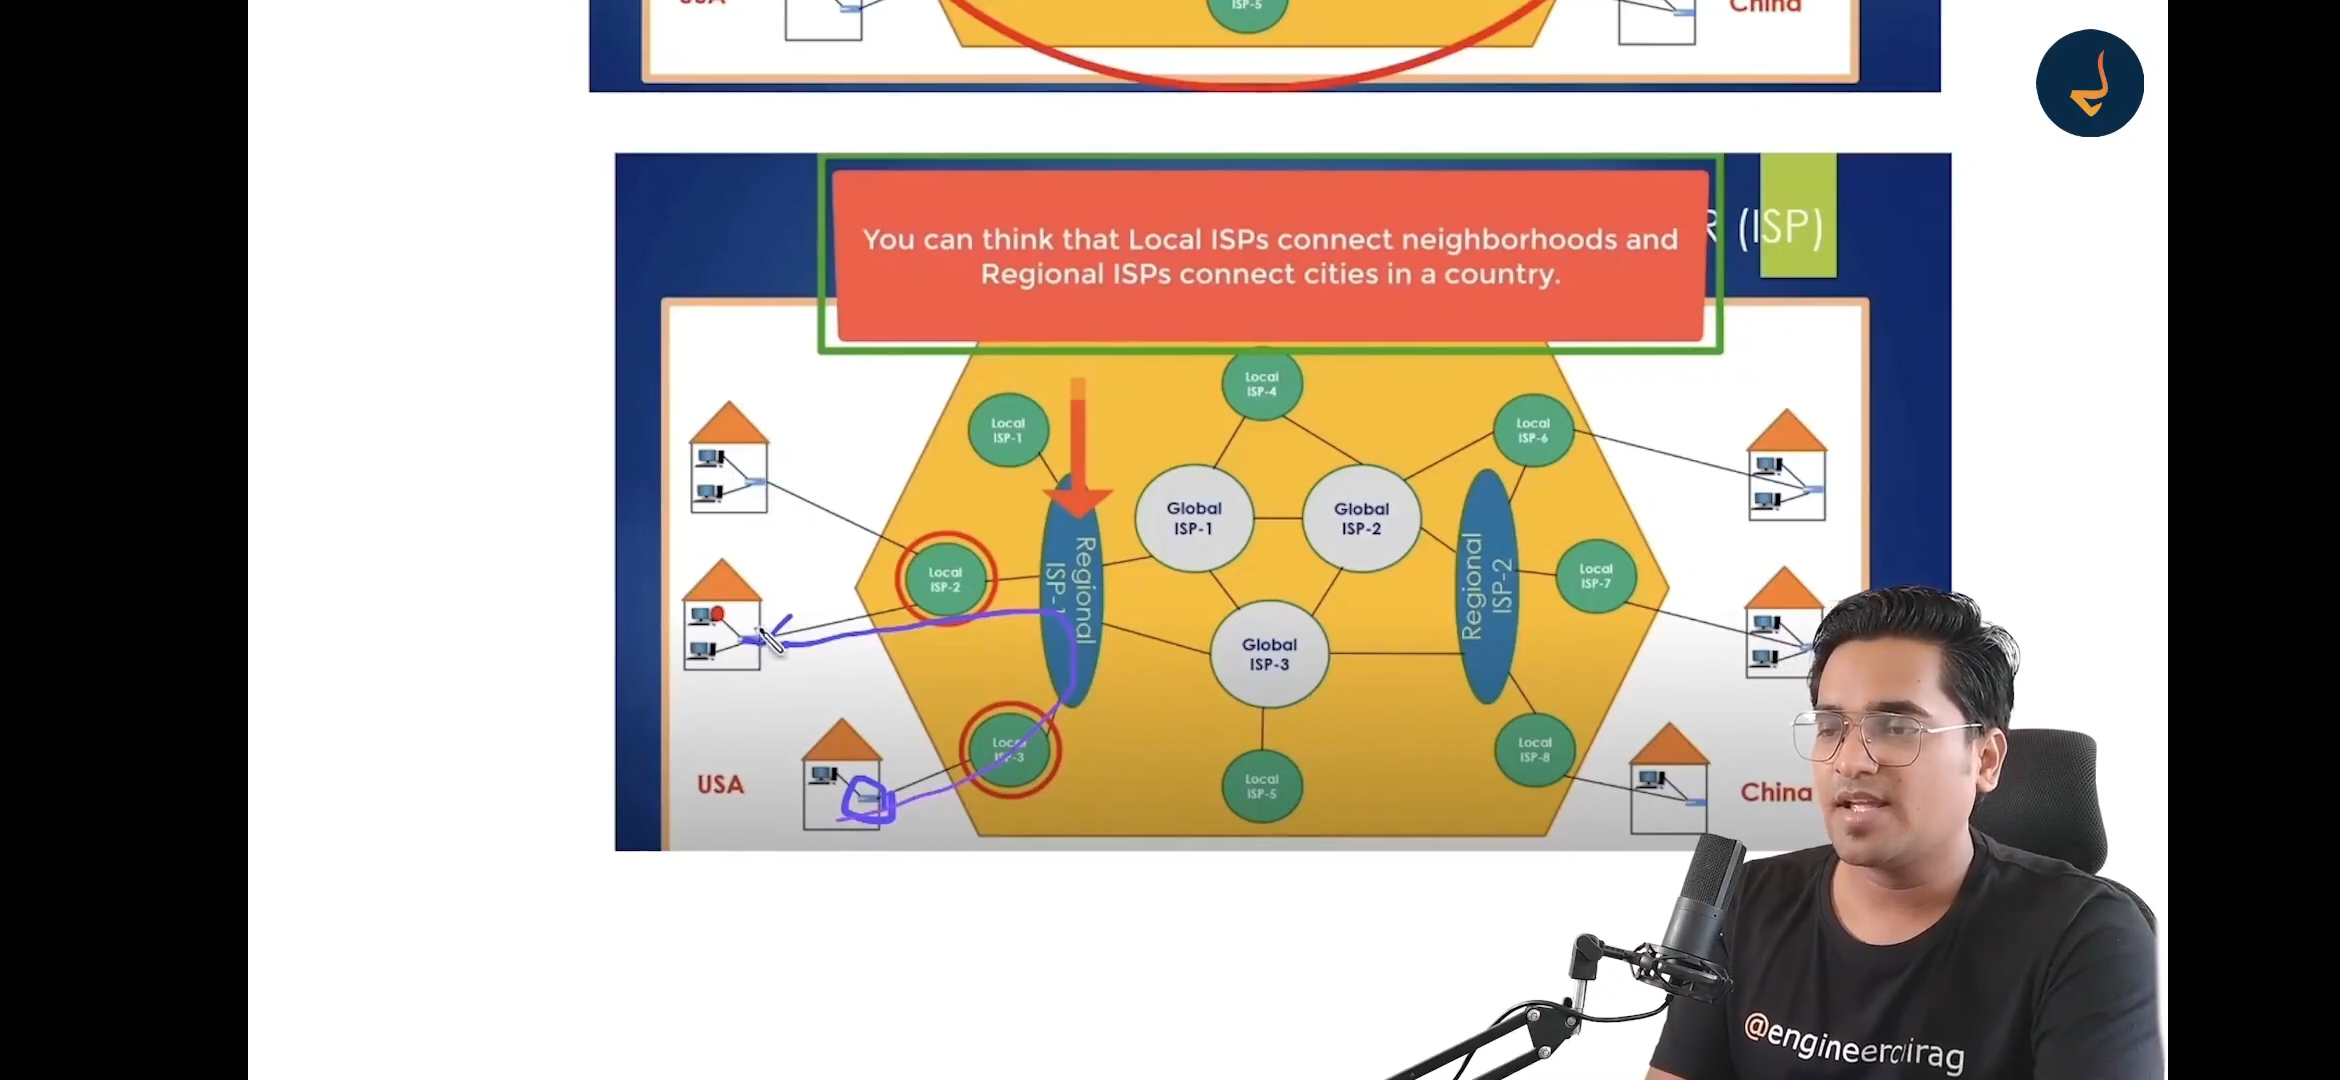 USA
ISP-5
China
You can think that Local ISPs connect neighborhoods and
Regional ISPs connect cities in a country.
R (ISP)
Local
ISP-4
Local
ISP-1
Local
ISP-6
Global
ISP-1
Global
ISP-2
Local
ISP-2
Regional
ISP-1
Regional
ISP-2
Local
ISP-7
Global
ISP-3
Local
ISP-3
Local
ISP-5
Local
ISP-8
USA
China
@engineerchirag